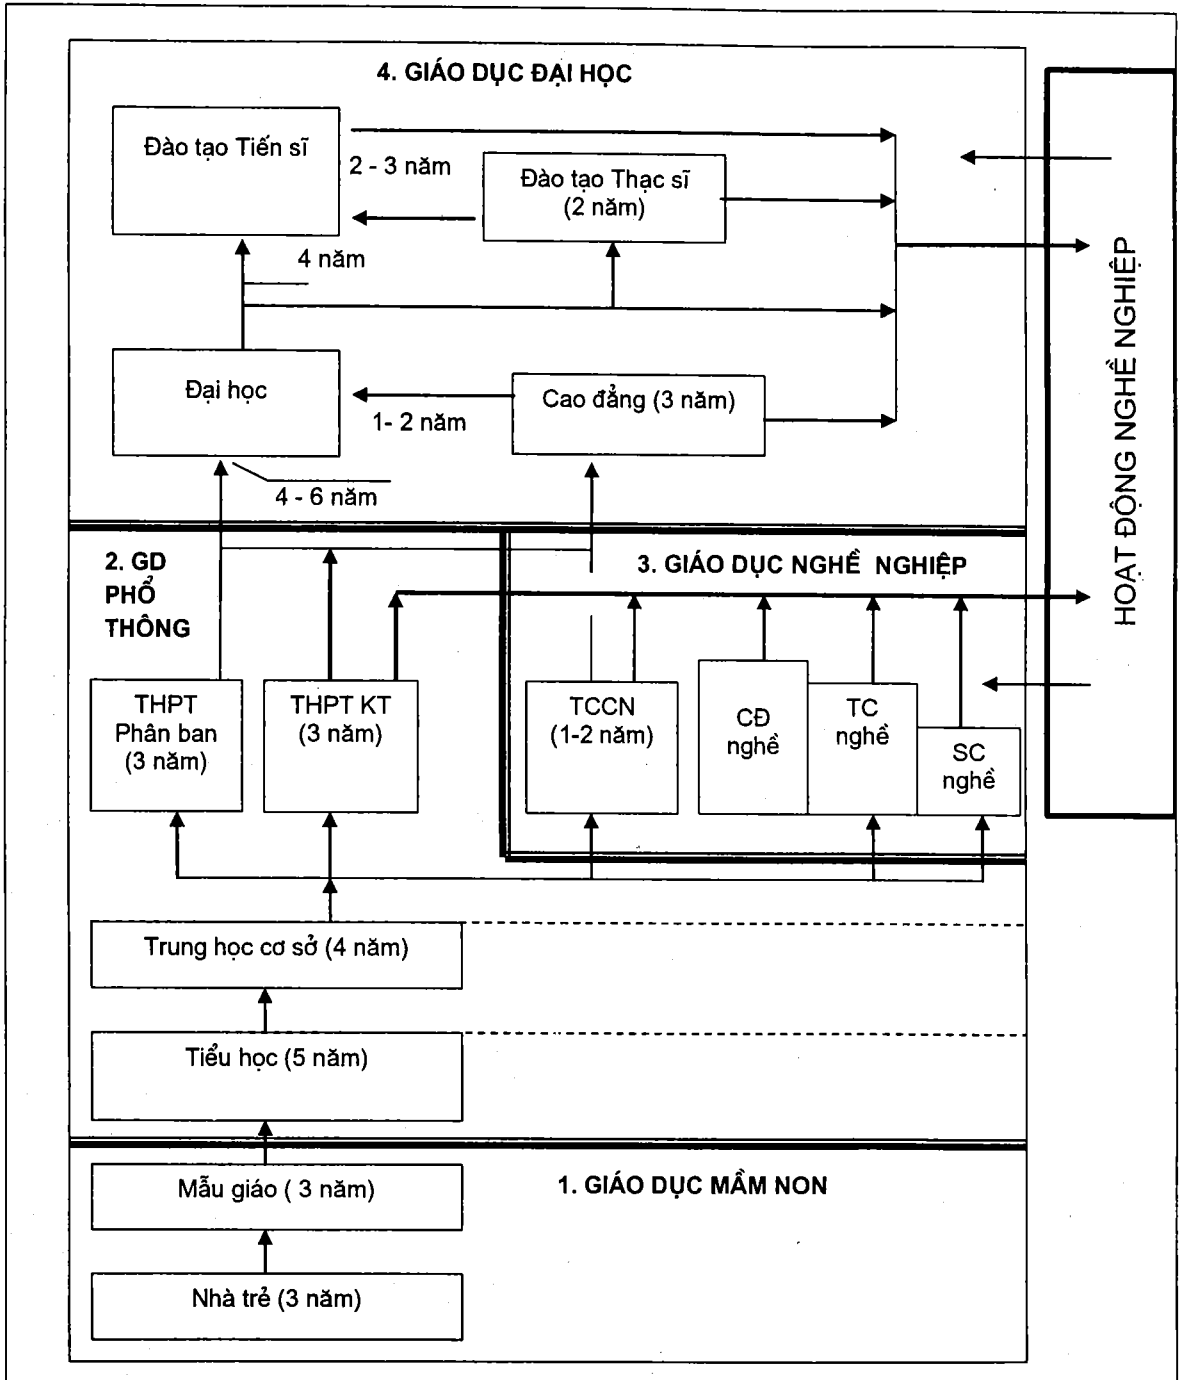 4. GIÁO DỤC ĐẠI HỌC
Đào tạo Tiến sĩ
2 - 3 năm
Đào tạo Thạc sĩ
(2 năm)
4 năm
Đại học
1- 2 năm
Cao đẳng (3 năm)
4 - 6 năm
HOẠT ĐỘNG NGHỀ NGHIỆP
2. GD
PHỔ
THÔNG
3. GIÁO DỤC NGHỀ NGHIỆP
THPT
Phân ban
(3 năm)
THPT KT
(3 năm)
TCCN
(1-2 năm)
CĐ
nghề
TC
nghề
SC
nghề
Trung học cơ sở (4 năm)
Tiểu học (5 năm)
Mẫu giáo ( 3 năm)
1. GIÁO DỤC MẦM NON
Nhà trẻ (3 năm)